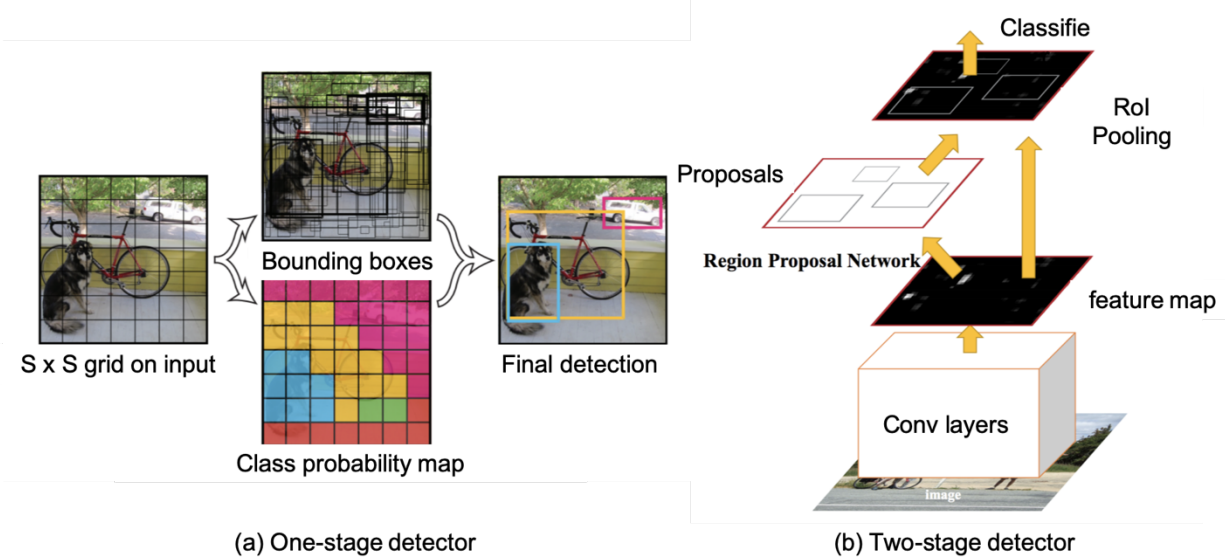 S x S grid on input
Bounding boxes
Class probability map
Final detection
(a) One-stage detector
Classifie
RoI
Pooling
Proposals
Region Proposal Network
feature map
Conv layers
image
(b) Two-stage detector